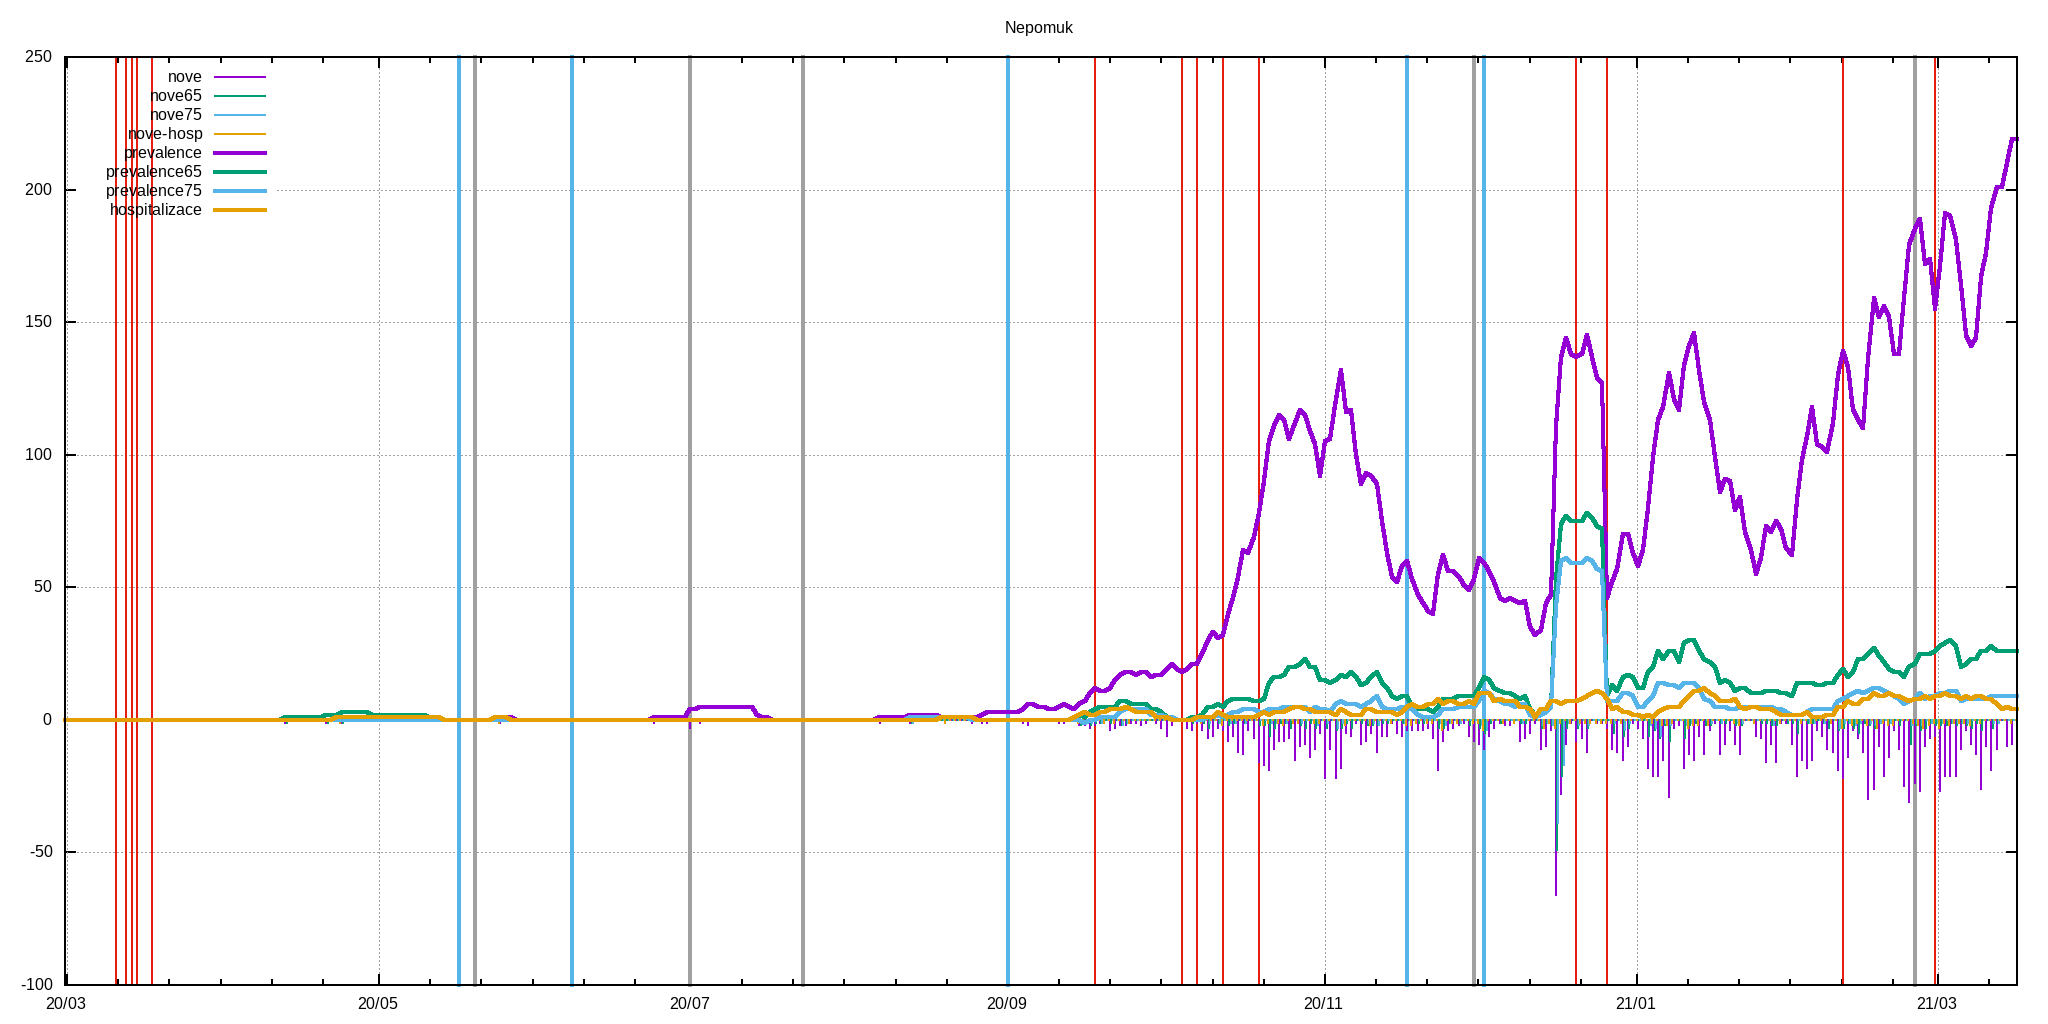 Nepomuk
250
200
150
100
50
0
-50
-100
nove
nove65
nove75
nove-hosp
prevalence
prevalence65
prevalence75
hospitalizace
20/03 20/05 20/07 20/09 20/11 21/01 21/03